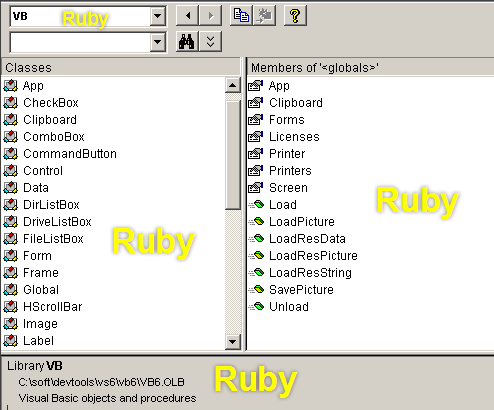 VB
Ruby
Classes
Members of '<globals>'
App
CheckBox
Clipboard
ComboBox
CommandButton
Control
Data
DirListBox
DriveListBox
FileListBox
Form
Frame
Global
HScrollBar
Image
Label
Ruby
App
Clipboard
Forms
Licenses
Printer
Printers
Screen
Load
LoadPicture
LoadResData
LoadResPicture
LoadResString
SavePicture
Unload
Ruby
Library VB
C:\soft\devtools\vs6\vb6\VB6.OLB
Visual Basic objects and procedures
Ruby